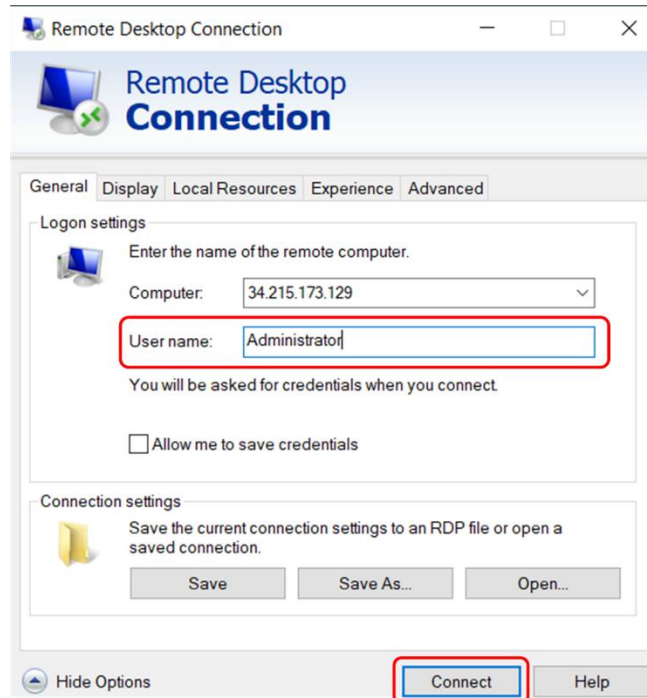 Remote Desktop Connection
Remote Desktop
Connection
General Display Local Resources Experience Advanced
Logon settings
Enter the name of the remote computer.
Computer: 34.215.173.129
User name: Administrator
You will be asked for credentials when you connect.
Allow me to save credentials
Connection settings
Save the current connection settings to an RDP file or open a
saved connection.
Save Save As... Open...
Hide Options Connect Help